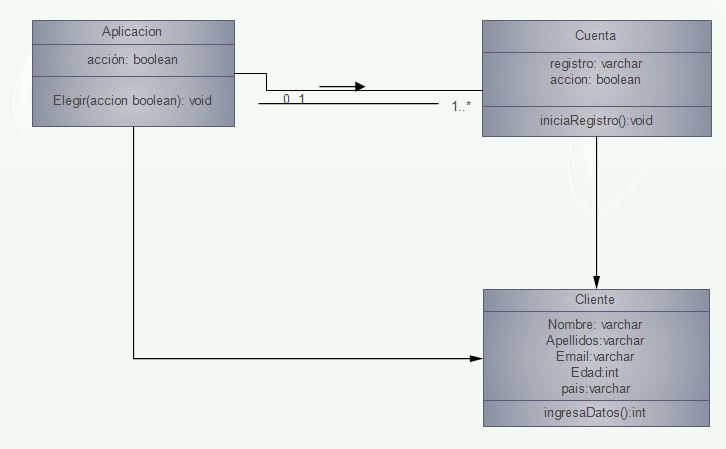 Aplicacion
acción: boolean
Elegir(accion boolean): void
0..1
1..*
Cuenta
registro: varchar
accion: boolean
iniciaRegistro():void
Cliente
Nombre: varchar
Apellidos:varchar
Email:varchar
Edad:int
pais:varchar
ingresaDatos():int